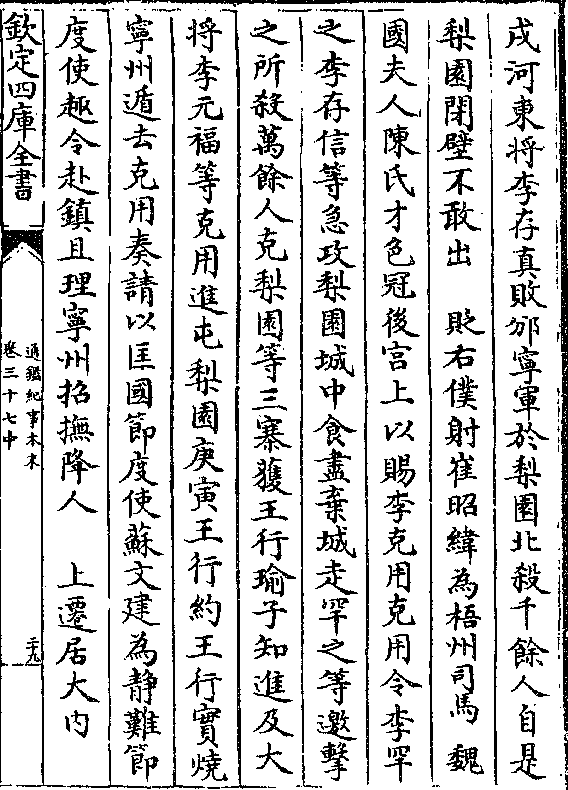 戌河東將李存真敗邠寧軍於梨園北殺千餘人自是
梨園閉壁不敢出　貶右僕射崔昭緯為梧州司馬　魏
國夫人陳氏才色冠後宮上以賜李克用克用令李罕
之李存信等急攻梨園城中食盡棄城走罕之等邀擊
之所殺萬餘人克梨園等三寨獲王行瑜子知進及大
將李元福等克用進屯梨園庚寅王行約王行實燒
寧州遁去克用奏請以匡國節度使蘇文建為静難節
度使趣令赴鎮且理寧州招撫降人　上遷居大内
欽定四庫全書
通鑑紀事本末
卷三十七中
二十九